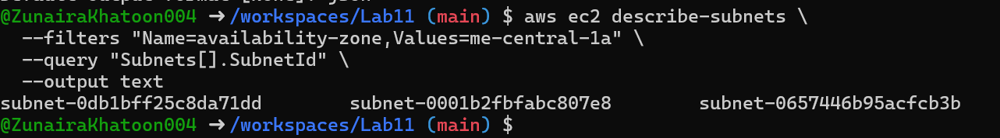 @ZunairaKhatoon004 ➜ /workspaces/Lab11 (main) $ aws ec2 describe-subnets \
  --filters "Name=availability-zone,Values=me-central-1a" \
  --query "Subnets[].SubnetId" \
  --output text
subnet-0db1bff25c8da71dd        subnet-0001b2fbfabc807e8        subnet-0657446b95acfcb3b
@ZunairaKhatoon004 ➜ /workspaces/Lab11 (main) $